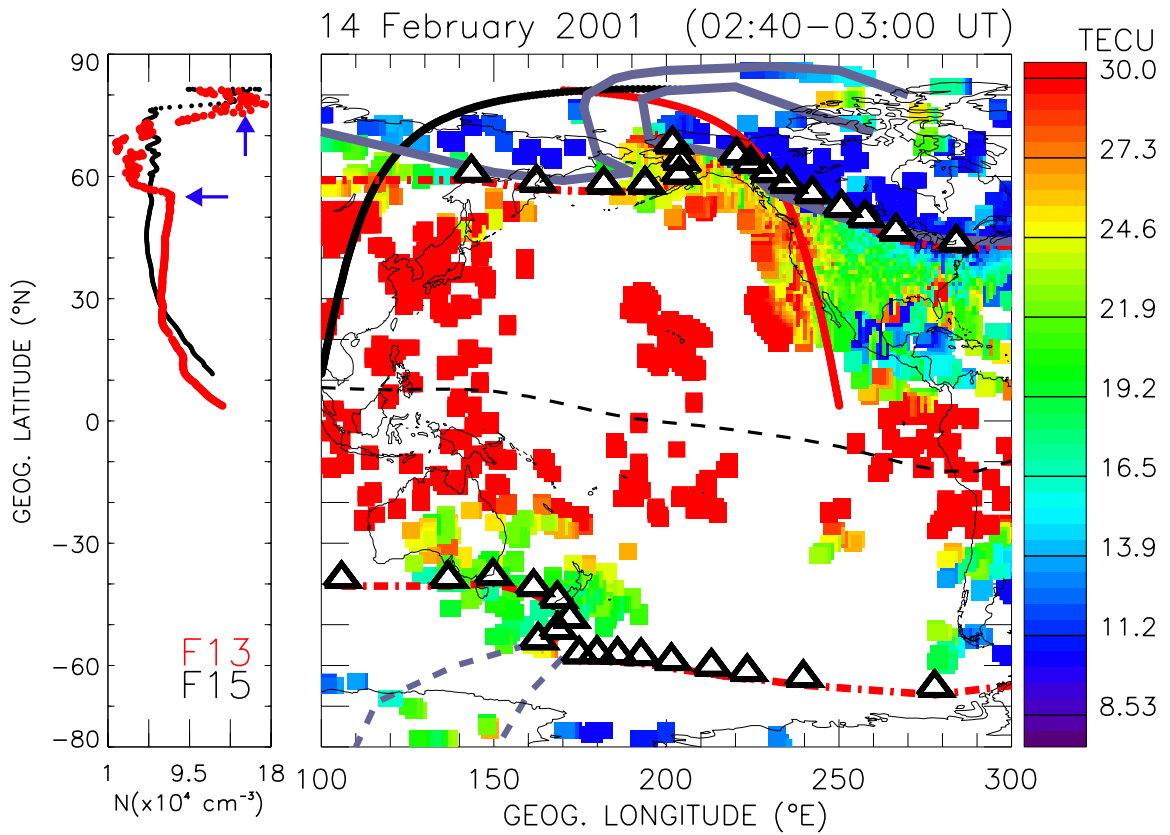 14 February 2001 (02:40−03:00 UT)
TECU
90
60
30
0
−30
−60
−80
GEOG. LATITUDE (°N)
F13
F15
1 9.5 18
N(x10⁴ cm⁻³)
100 150 200 250 300
GEOG. LONGITUDE (°E)
30.0
27.3
24.6
21.9
19.2
16.5
13.9
11.2
8.53